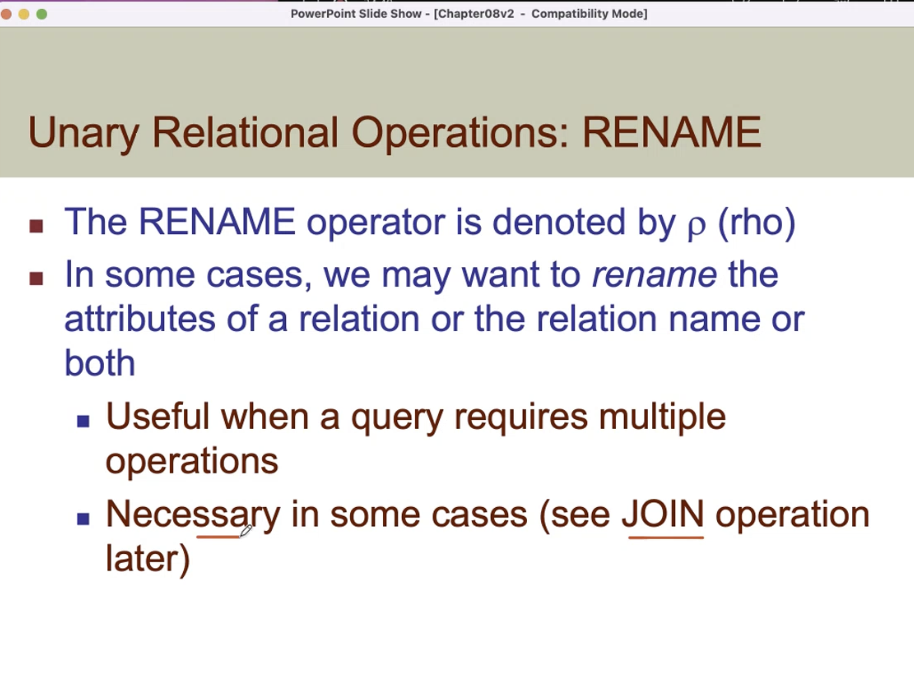 PowerPoint Slide Show - [Chapter08v2 - Compatibility Mode]
Unary Relational Operations: RENAME
The RENAME operator is denoted by ρ (rho)
In some cases, we may want to rename the
attributes of a relation or the relation name or
both
Useful when a query requires multiple
operations
Necessary in some cases (see JOIN operation
later)